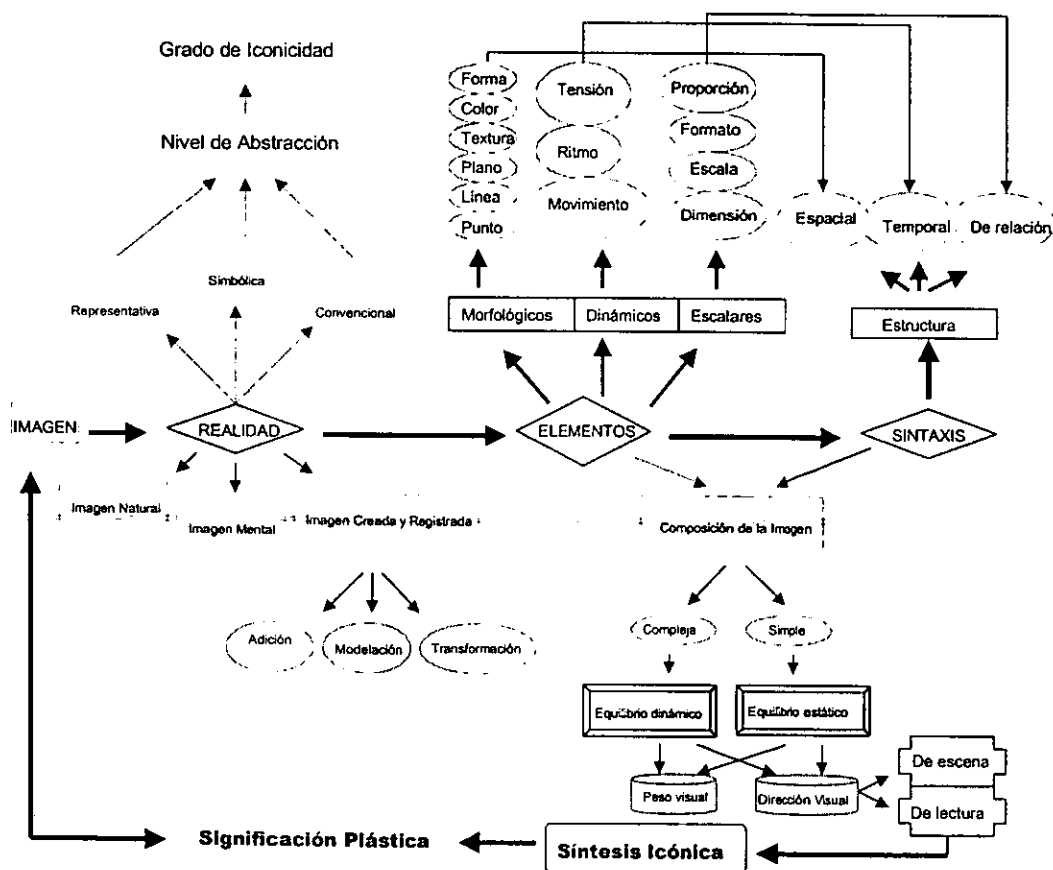 Grado de Iconicidad
Nivel de Abstracción
Representativa
Simbólica
Convencional
Forma
Color
Textura
Plano
Línea
Punto
Tensión
Ritmo
Movimiento
Proporción
Formato
Escala
Dimensión
Espacial
Temporal
De relación
Morfológicos
Dinámicos
Escalares
Estructura
IMAGEN
REALIDAD
ELEMENTOS
SINTAXIS
Imagen Natural
Imagen Mental
Imagen Creada y Registrada
Composición de la Imagen
Adición
Modelación
Transformación
Compleja
Simple
Equilibrio dinámico
Equilibrio estático
Peso visual
Dirección Visual
De escena
De lectura
Significación Plástica
Síntesis Icónica